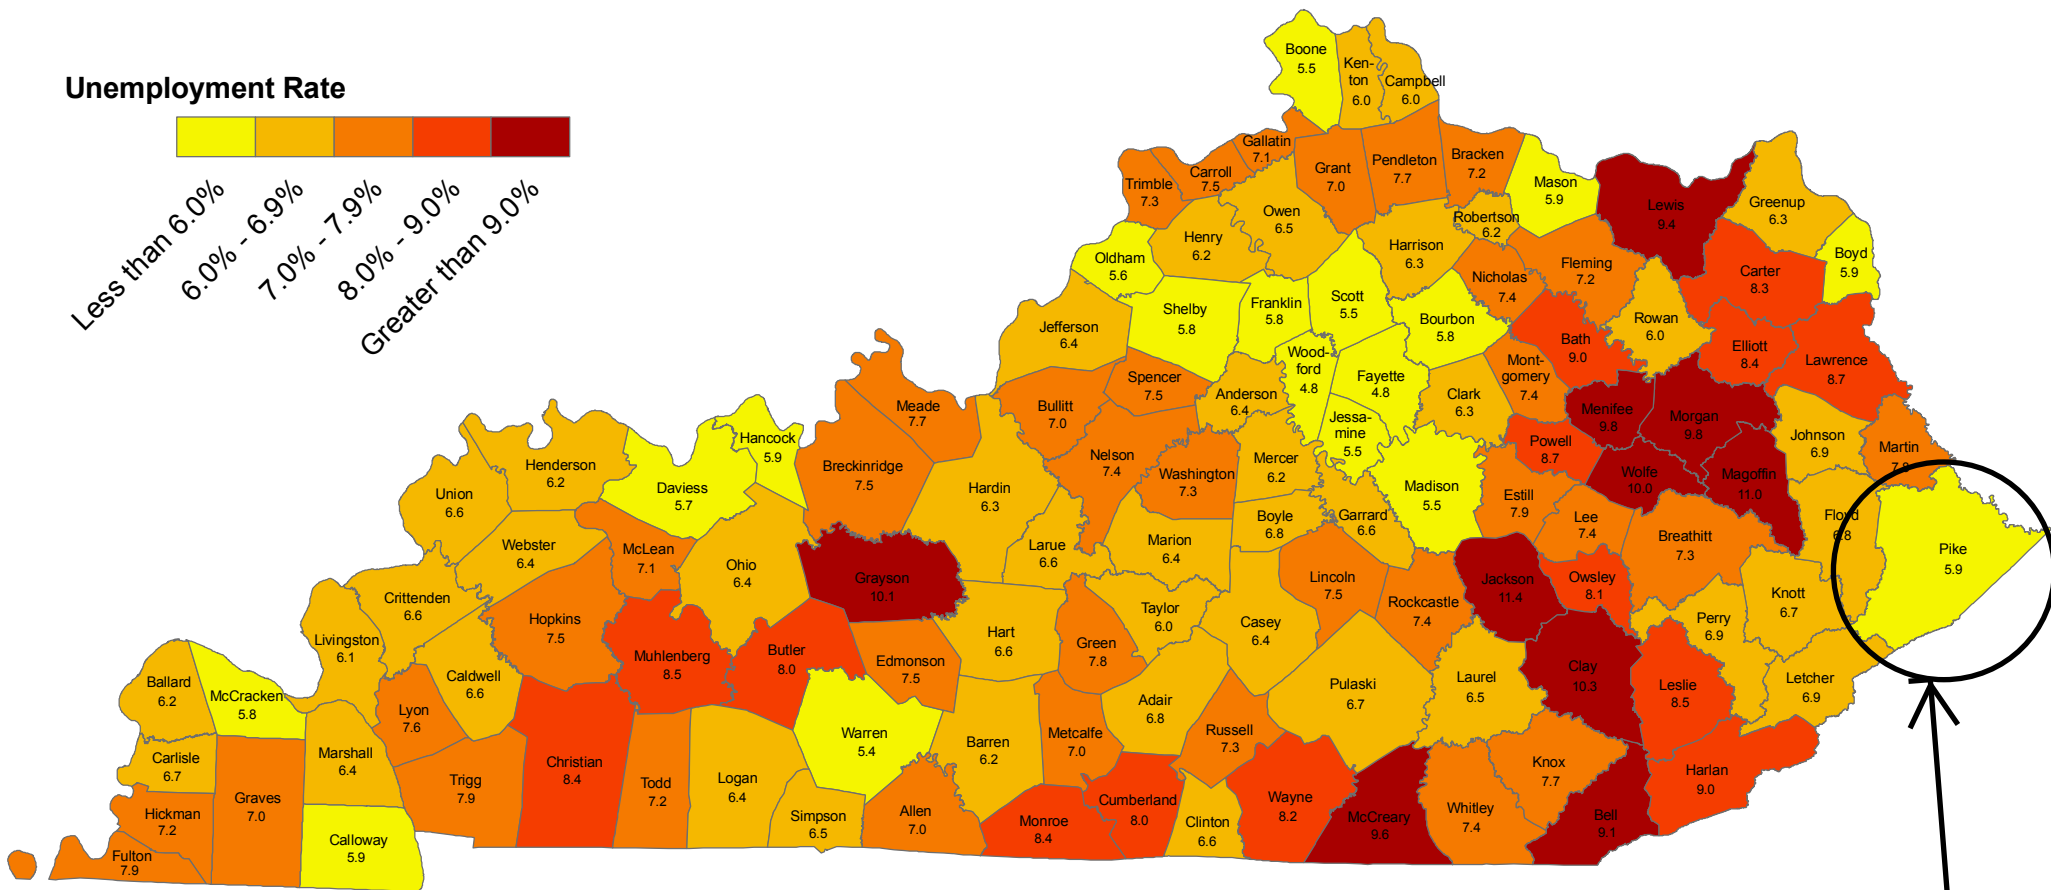 Unemployment Rate
Less than 6.0%
6.0% - 6.9%
7.0% - 7.9%
8.0% - 9.0%
Greater than 9.0%
Boone
5.5
Ken-
ton
6.0
Campbell
6.0
Gallatin
7.1
Carroll
7.5
Trimble
7.3
Grant
7.0
Pendleton
7.7
Bracken
7.2
Mason
5.9
Lewis
9.4
Greenup
6.3
Boyd
5.9
Robertson
6.2
Owen
6.5
Henry
6.2
Oldham
5.6
Harrison
6.3
Nicholas
7.4
Fleming
7.2
Carter
8.3
Rowan
6.0
Elliott
8.4
Lawrence
8.7
Jefferson
6.4
Shelby
5.8
Franklin
5.8
Scott
5.5
Bourbon
5.8
Bath
9.0
Mont-
gomery
7.4
Wood-
ford
4.8
Fayette
4.8
Clark
6.3
Spencer
7.5
Anderson
6.4
Jessa-
mine
5.5
Bullitt
7.0
Meade
7.7
Menifee
9.8
Morgan
9.8
Johnson
6.9
Martin
Powell
8.7
Wolfe
10.0
Magoffin
11.0
Hancock
5.9
Breckinridge
7.5
Nelson
7.4
Washington
7.3
Mercer
6.2
Madison
5.5
Estill
7.9
Lee
7.4
Floyd
6.8
Pike
5.9
Henderson
6.2
Daviess
5.7
Union
6.6
Hardin
6.3
Boyle
6.8
Garrard
6.6
Breathitt
7.3
Webster
6.4
McLean
7.1
Ohio
6.4
Larue
6.6
Marion
6.4
Grayson
10.1
Lincoln
7.5
Jackson
11.4
Owsley
8.1
Knott
6.7
Crittenden
6.6
Livingston
6.1
Hopkins
7.5
Taylor
6.0
Casey
6.4
Rockcastle
7.4
Perry
6.9
Hart
6.6
Green
7.8
Muhlenberg
8.5
Butler
8.0
Edmonson
7.5
Clay
10.3
Leslie
8.5
Letcher
6.9
Ballard
6.2
McCracken
5.8
Caldwell
6.6
Lyon
7.6
Adair
6.8
Pulaski
6.7
Laurel
6.5
Warren
5.4
Barren
6.2
Metcalfe
7.0
Russell
7.3
Carlisle
6.7
Marshall
6.4
Trigg
7.9
Christian
8.4
Todd
7.2
Logan
6.4
Knox
7.7
Harlan
9.0
Hickman
7.2
Graves
7.0
Simpson
6.5
Allen
7.0
Monroe
8.4
Cumberland
8.0
Clinton
6.6
Wayne
8.2
McCreary
9.6
Whitley
7.4
Bell
9.1
Calloway
5.9
Fulton
7.9